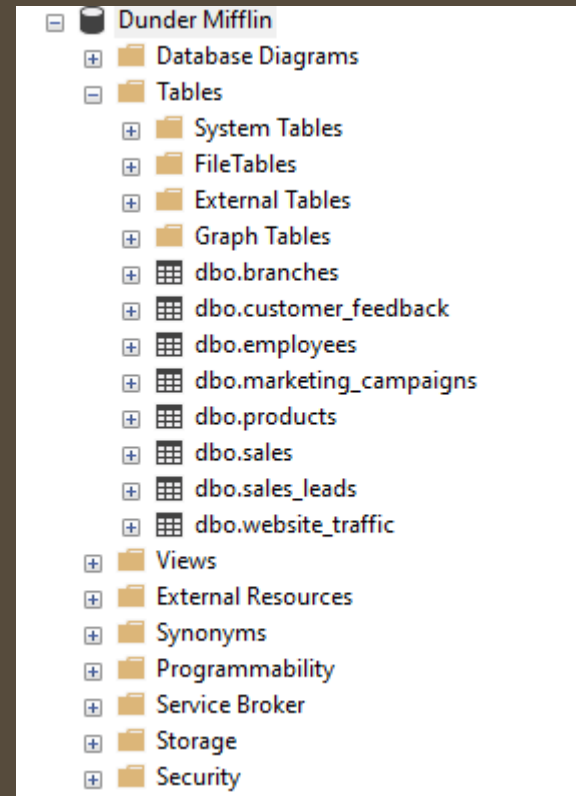 Dunder Mifflin
Database Diagrams
Tables
System Tables
FileTables
External Tables
Graph Tables
dbo.branches
dbo.customer_feedback
dbo.employees
dbo.marketing_campaigns
dbo.products
dbo.sales
dbo.sales_leads
dbo.website_traffic
Views
External Resources
Synonyms
Programmability
Service Broker
Storage
Security